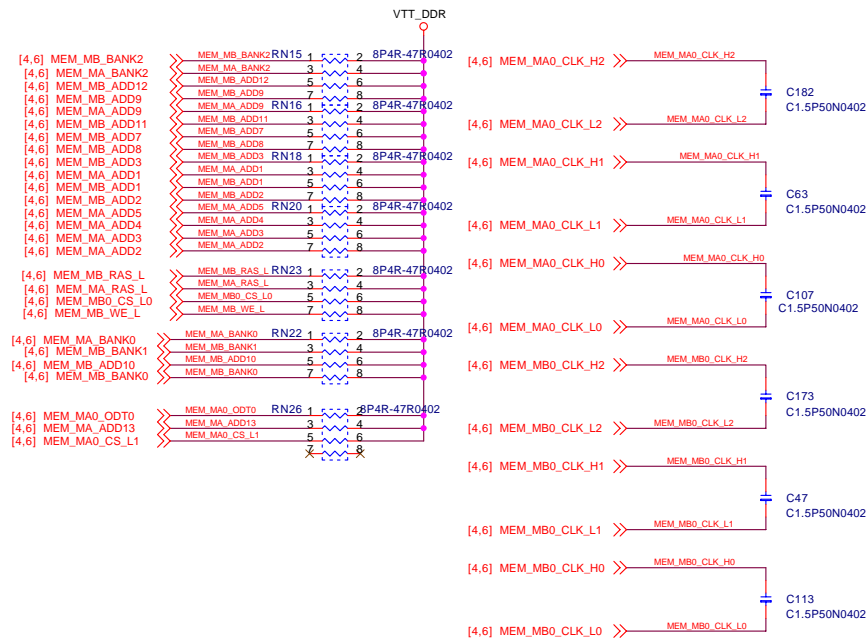 VTT_DDR
[4,6] MEM_MB_BANK2 MEM_MB_BANK2 RN15 1 2 8P4R-47R0402
[4,6] MEM_MA_BANK2 MEM_MA_BANK2 3 4
[4,6] MEM_MB_ADD12 MEM_MB_ADD12 5 6
[4,6] MEM_MB_ADD9 MEM_MB_ADD9 7 8
[4,6] MEM_MA_ADD9 MEM_MA_ADD9 RN16 1 2 8P4R-47R0402
[4,6] MEM_MB_ADD11 MEM_MB_ADD11 3 4
[4,6] MEM_MB_ADD7 MEM_MB_ADD7 5 6
[4,6] MEM_MB_ADD8 MEM_MB_ADD8 7 8
[4,6] MEM_MB_ADD3 MEM_MB_ADD3 RN18 1 2 8P4R-47R0402
[4,6] MEM_MA_ADD1 MEM_MA_ADD1 3 4
[4,6] MEM_MB_ADD1 MEM_MB_ADD1 5 6
[4,6] MEM_MB_ADD2 MEM_MB_ADD2 7 8
[4,6] MEM_MA_ADD5 MEM_MA_ADD5 RN20 1 2 8P4R-47R0402
[4,6] MEM_MA_ADD4 MEM_MA_ADD4 3 4
[4,6] MEM_MA_ADD3 MEM_MA_ADD3 5 6
[4,6] MEM_MA_ADD2 MEM_MA_ADD2 7 8
[4,6] MEM_MB_RAS_L MEM_MB_RAS_L RN23 1 2 8P4R-47R0402
[4,6] MEM_MA_RAS_L MEM_MA_RAS_L 3 4
[4,6] MEM_MB0_CS_L0 MEM_MB0_CS_L0 5 6
[4,6] MEM_MB_WE_L MEM_MB_WE_L 7 8
[4,6] MEM_MA_BANK0 MEM_MA_BANK0 RN22 1 2 8P4R-47R0402
[4,6] MEM_MB_BANK1 MEM_MB_BANK1 3 4
[4,6] MEM_MB_ADD10 MEM_MB_ADD10 5 6
[4,6] MEM_MB_BANK0 MEM_MB_BANK0 7 8
[4,6] MEM_MA0_ODT0 MEM_MA0_ODT0 RN26 1 2 8P4R-47R0402
[4,6] MEM_MA_ADD13 MEM_MA_ADD13 3 4
[4,6] MEM_MA0_CS_L1 MEM_MA0_CS_L1 5 6
7 8
[4,6] MEM_MA0_CLK_H2 MEM_MA0_CLK_H2
C182
C1.5P50N0402
[4,6] MEM_MA0_CLK_L2 MEM_MA0_CLK_L2
[4,6] MEM_MA0_CLK_H1 MEM_MA0_CLK_H1
C63
C1.5P50N0402
[4,6] MEM_MA0_CLK_L1 MEM_MA0_CLK_L1
[4,6] MEM_MA0_CLK_H0 MEM_MA0_CLK_H0
C107
C1.5P50N0402
[4,6] MEM_MA0_CLK_L0 MEM_MA0_CLK_L0
[4,6] MEM_MB0_CLK_H2 MEM_MB0_CLK_H2
C173
C1.5P50N0402
[4,6] MEM_MB0_CLK_L2 MEM_MB0_CLK_L2
[4,6] MEM_MB0_CLK_H1 MEM_MB0_CLK_H1
C47
C1.5P50N0402
[4,6] MEM_MB0_CLK_L1 MEM_MB0_CLK_L1
[4,6] MEM_MB0_CLK_H0 MEM_MB0_CLK_H0
C113
C1.5P50N0402
[4,6] MEM_MB0_CLK_L0 MEM_MB0_CLK_L0